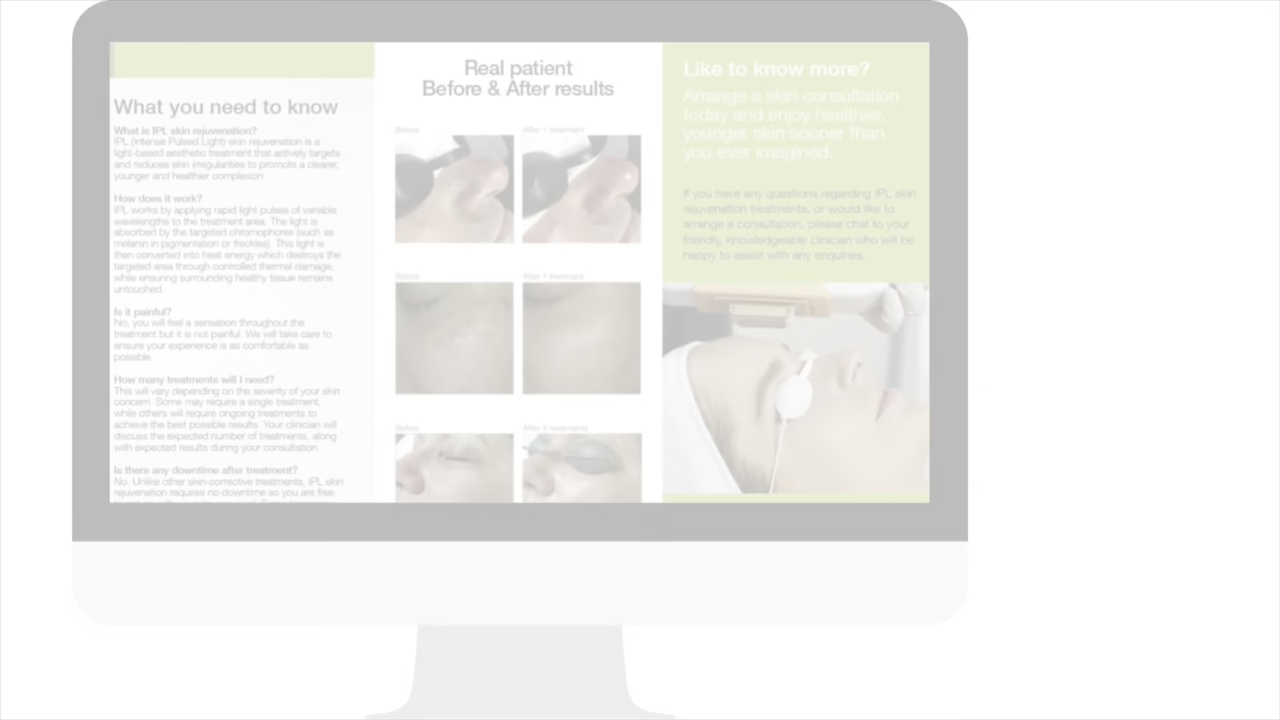 What you need to know
What is IPL skin rejuvenation?
IPL (Intense Pulsed Light) skin rejuvenation is a
light-based aesthetic treatment that actively targets
and reduces skin irregularities to promote a clearer,
younger and healthier complexion.
How does it work?
IPL works by applying rapid light pulses of variable
wavelengths to the treatment area. The light is
absorbed by the targeted chromophores (such as
melanin in pigmentation or freckles). This light is
then converted into heat energy which destroys the
targeted area through controlled thermal damage,
while ensuring surrounding healthy tissue remains
untouched.
Is it painful?
No, you will feel a sensation throughout the
treatment but it is not painful. We will take care to
ensure your experience is as comfortable as
possible.
How many treatments will I need?
This will vary depending on the severity of your skin
concern. Some may require a single treatment,
while others will require ongoing treatments to
achieve the best possible results. Your clinician will
discuss the expected number of treatments, along
with expected results during your consultation.
Is there any downtime after treatment?
No. Unlike other skin-corrective treatments, IPL skin
rejuvenation requires no downtime so you are free
Real patient
Before & After results
Before After 1 treatment
Before After 1 treatment
Before After 3 treatments
Like to know more?
Arrange a skin consultation
today and enjoy healthier,
younger skin sooner than
you ever imagined.
If you have any questions regarding IPL skin
rejuvenation treatments, or would like to
arrange a consultation, please chat to your
friendly, knowledgeable clinician who will be
happy to assist with any enquiries.